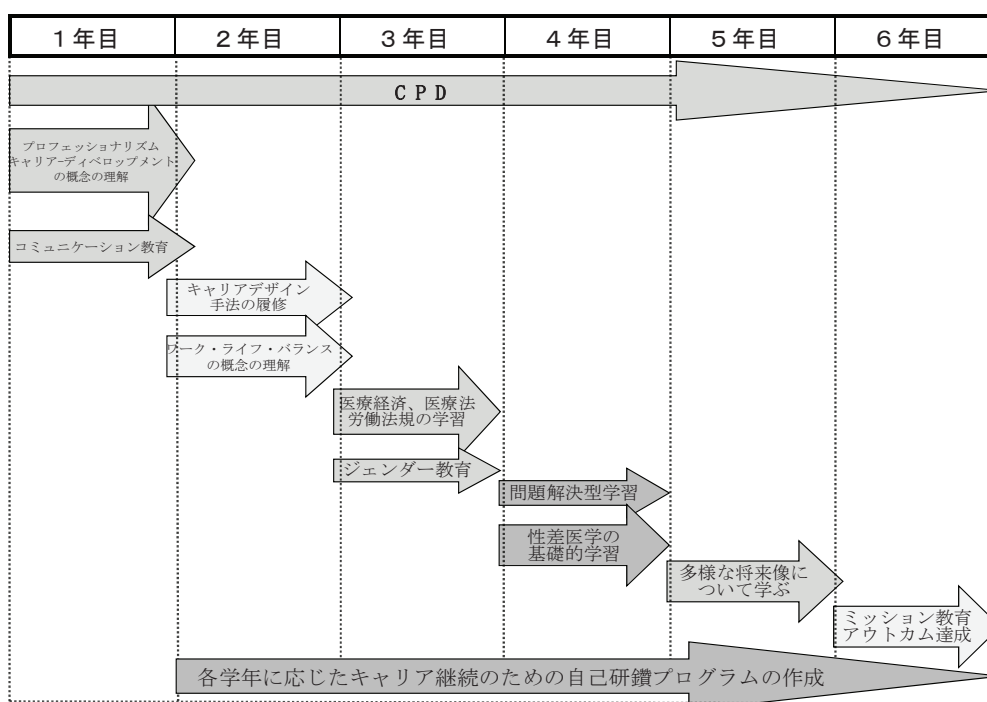 1年目 2年目 3年目 4年目 5年目 6年目
CPD
プロフェッショナリズム
キャリア-ディベロップメント
の概念の理解
コミュニケーション教育
キャリアデザイン
手法の履修
ワーク・ライフ・バランス
の概念の理解
医療経済、医療法
労働法規の学習
ジェンダー教育
問題解決型学習
性差医学の
基礎的学習
多様な将来像に
ついて学ぶ
ミッション教育
アウトカム達成
各学年に応じたキャリア継続のための自己研鑽プログラムの作成